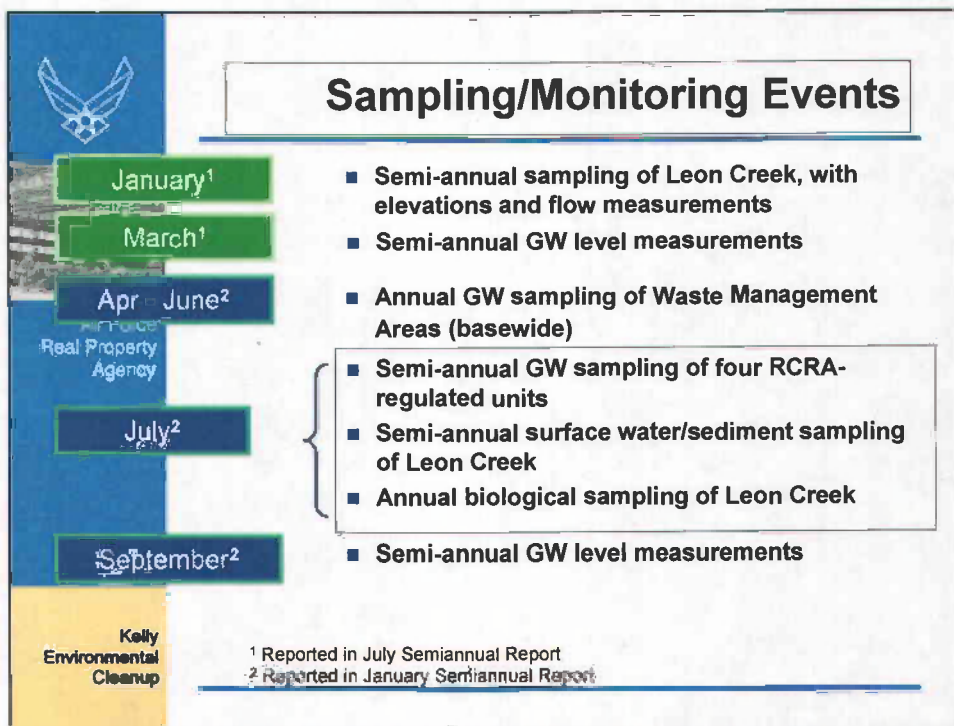 Sampling/Monitoring Events
January¹
■ Semi-annual sampling of Leon Creek, with
elevations and flow measurements
March¹
■ Semi-annual GW level measurements
Apr - June²
■ Annual GW sampling of Waste Management
Areas (basewide)
Air Force
Real Property
Agency
July²
■ Semi-annual GW sampling of four RCRA-
regulated units
■ Semi-annual surface water/sediment sampling
of Leon Creek
■ Annual biological sampling of Leon Creek
September²
■ Semi-annual GW level measurements
Kelly
Environmental
Cleanup
¹ Reported in July Semiannual Report
² Reported in January Semiannual Report